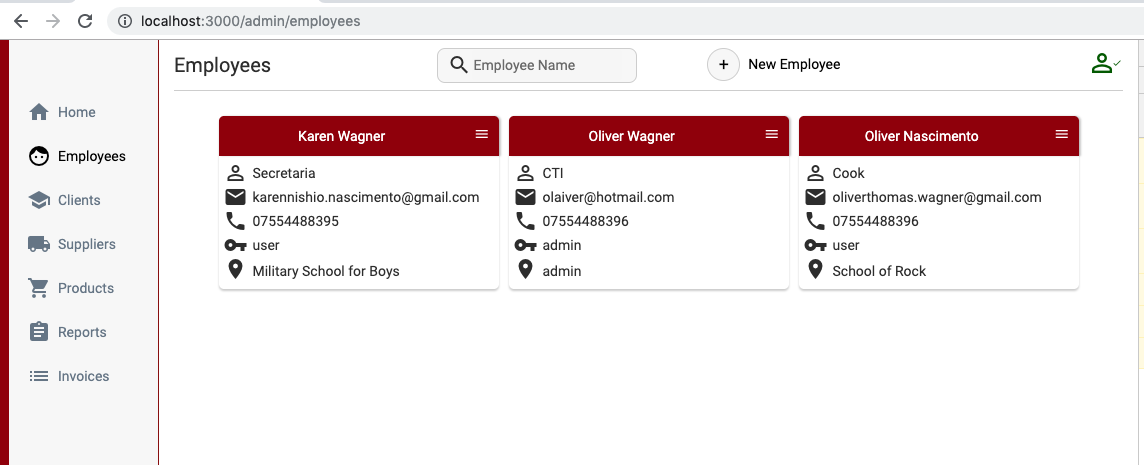 localhost:3000/admin/employees
Employees
Employee Name
+ New Employee
Home
Employees
Clients
Suppliers
Products
Reports
Invoices
Karen Wagner
Secretaria
karennishio.nascimento@gmail.com
07554488395
user
Military School for Boys
Oliver Wagner
CTI
olaiver@hotmail.com
07554488396
admin
admin
Oliver Nascimento
Cook
oliverthomas.wagner@gmail.com
07554488396
user
School of Rock